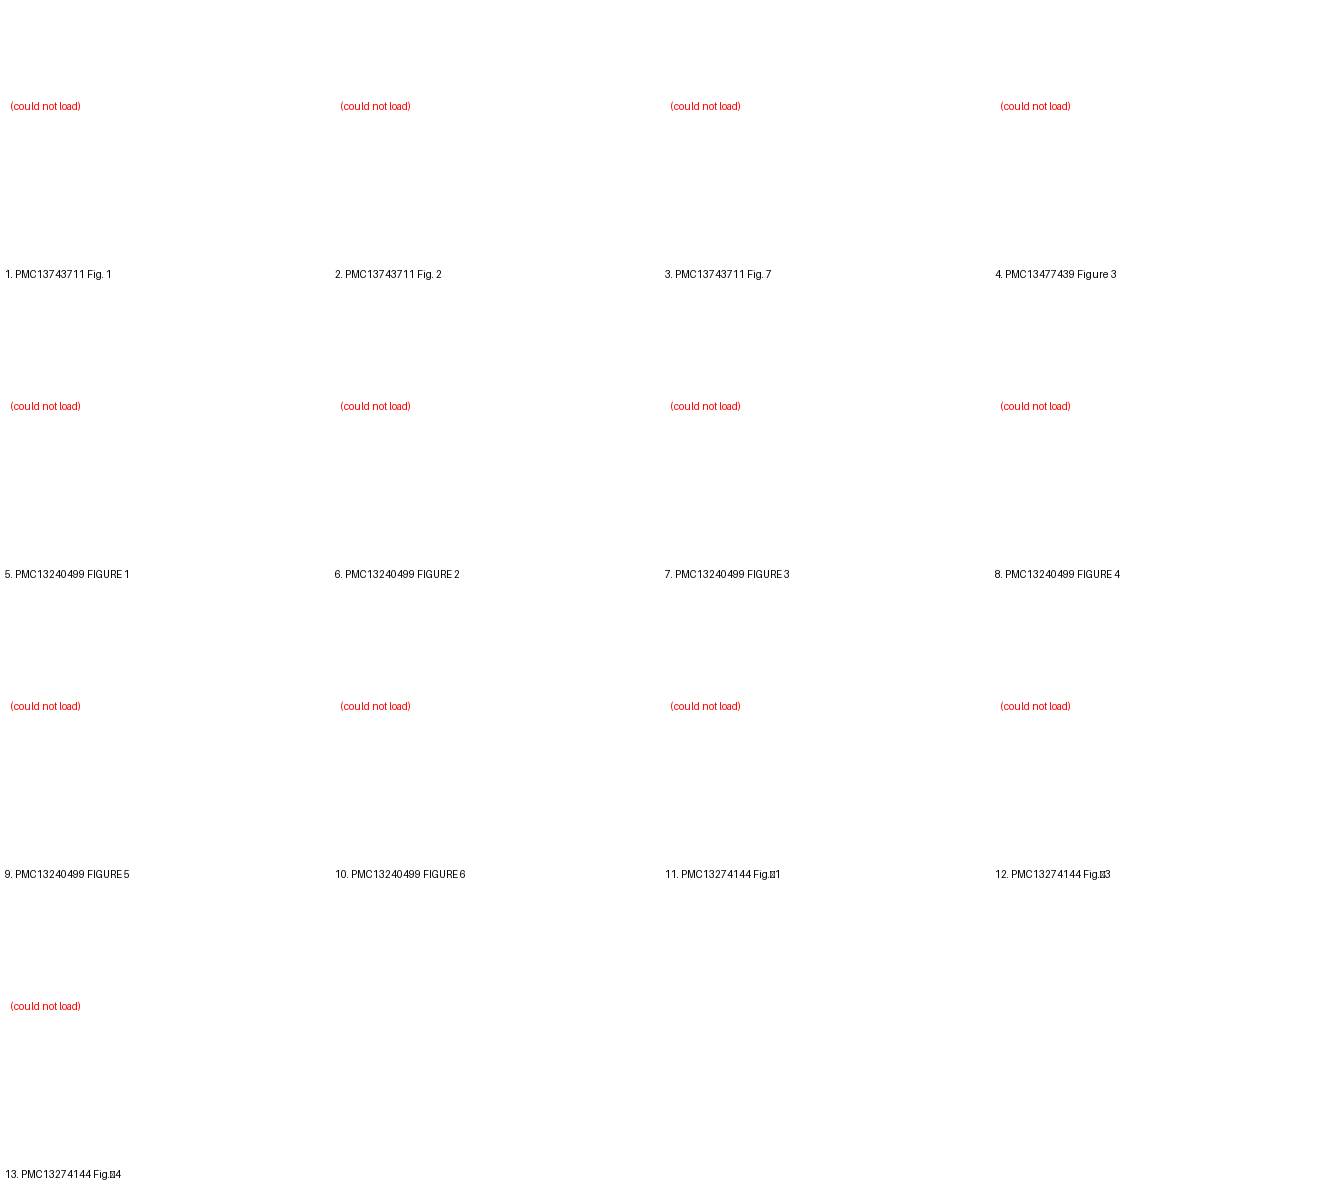 (could not load) (could not load) (could not load) (could not load)
1. PMC13743711 Fig. 1 2. PMC13743711 Fig. 2 3. PMC13743711 Fig. 7 4. PMC13477439 Figure 3
(could not load) (could not load) (could not load) (could not load)
5. PMC13240499 FIGURE 1 6. PMC13240499 FIGURE 2 7. PMC13240499 FIGURE 3 8. PMC13240499 FIGURE 4
(could not load) (could not load) (could not load) (could not load)
9. PMC13240499 FIGURE 5 10. PMC13240499 FIGURE 6 11. PMC13274144 Fig.▯1 12. PMC13274144 Fig.▯3
(could not load)
13. PMC13274144 Fig.▯4